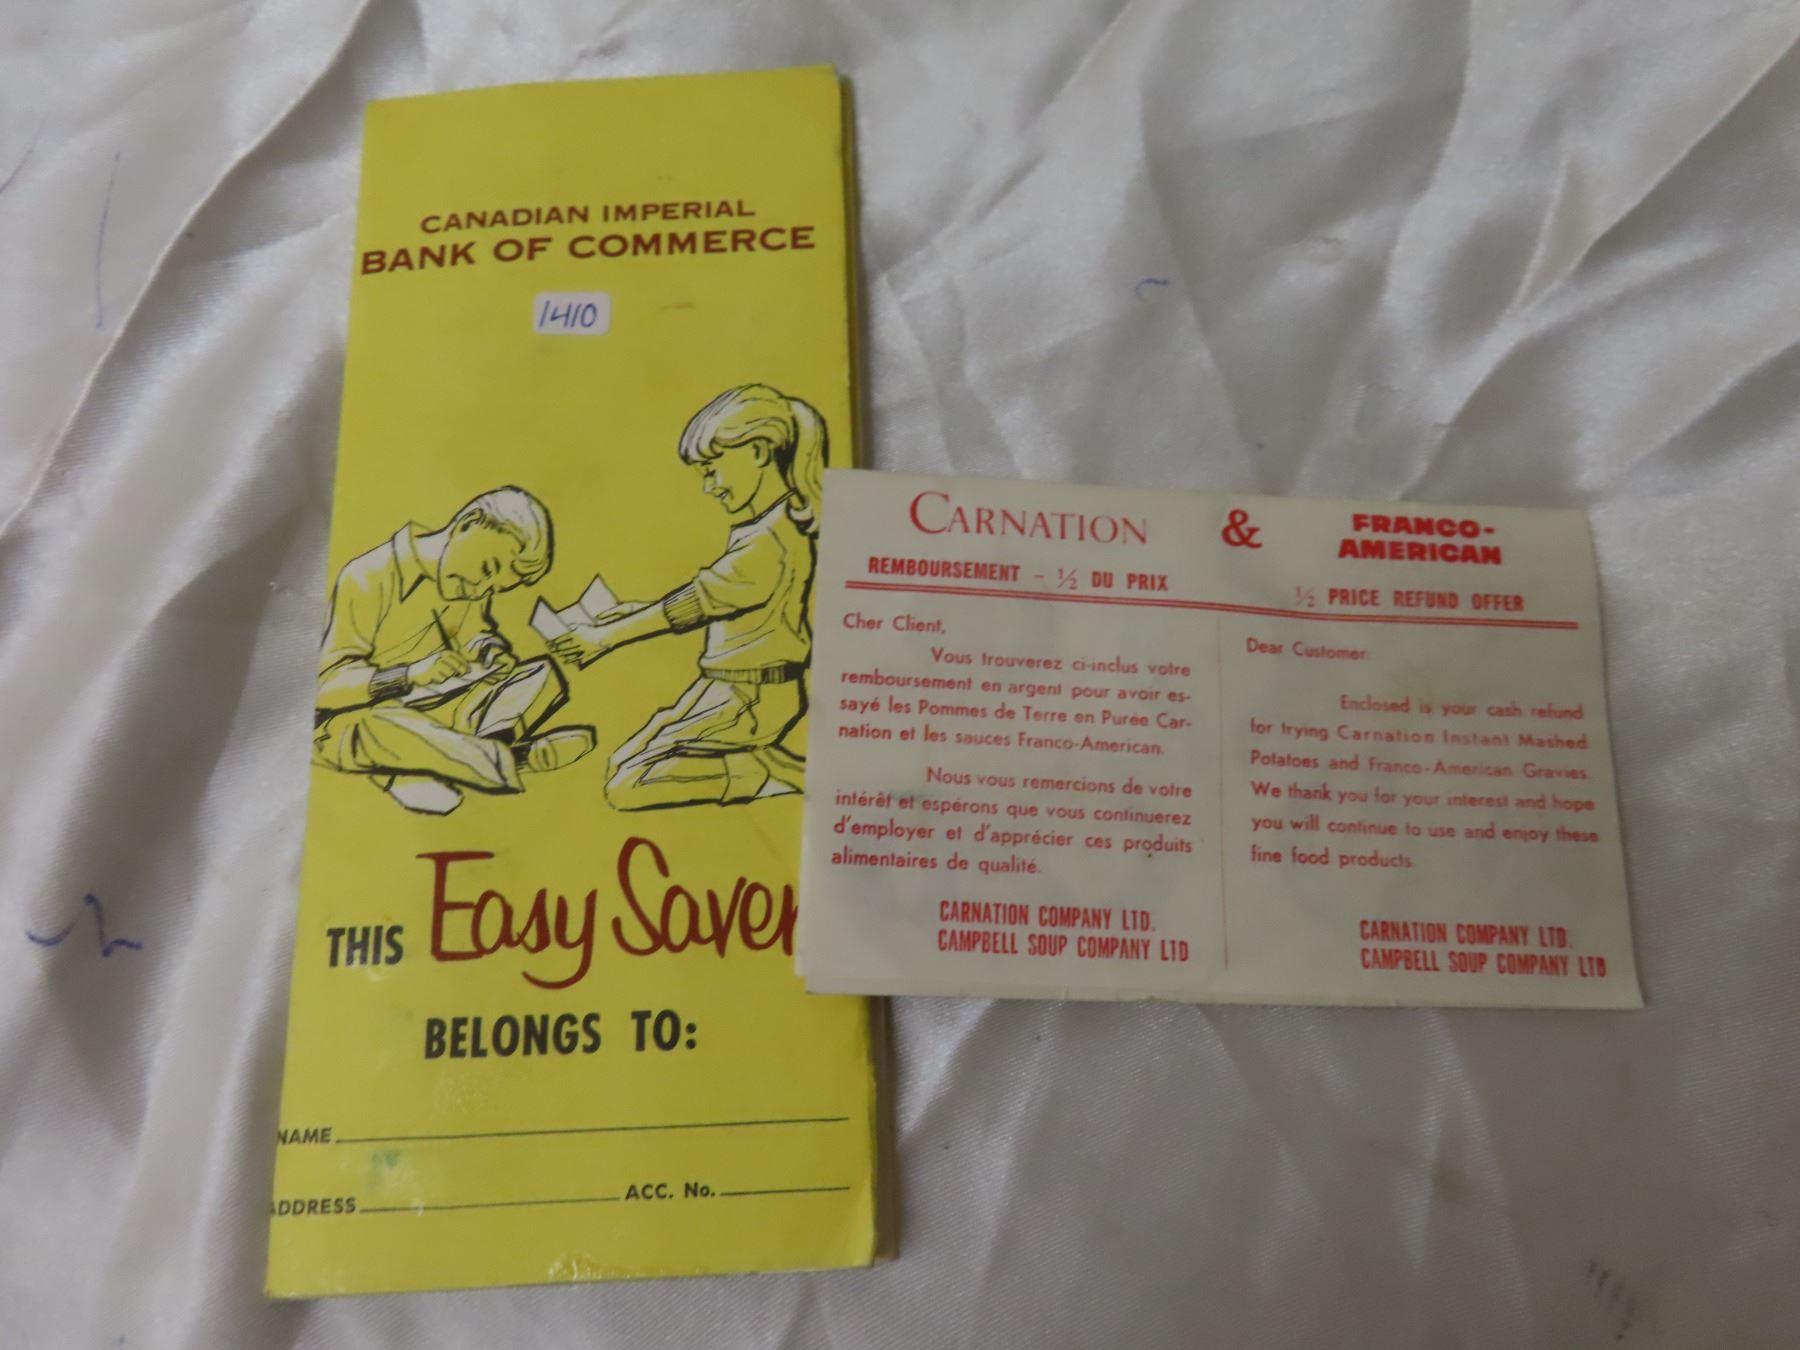 CANADIAN IMPERIAL
BANK OF COMMERCE
1410
THIS Easy Saver
BELONGS TO:
NAME
ADDRESS ACC. No.
CARNATION & FRANCO-
AMERICAN
REMBOURSEMENT - ½ DU PRIX
½ PRICE REFUND OFFER
Cher Client,
Vous trouverez ci-inclus votre
remboursement en argent pour avoir es-
sayé les Pommes de Terre en Purée Car-
nation et les sauces Franco-American.
Nous vous remercions de votre
intérêt et espérons que vous continuerez
d'employer et d'apprécier ces produits
alimentaires de qualité.
CARNATION COMPANY LTD.
CAMPBELL SOUP COMPANY LTD
Dear Customer:
Enclosed is your cash refund
for trying Carnation Instant Mashed
Potatoes and Franco-American Gravies.
We thank you for your interest and hope
you will continue to use and enjoy these
fine food products.
CARNATION COMPANY LTD.
CAMPBELL SOUP COMPANY LTD